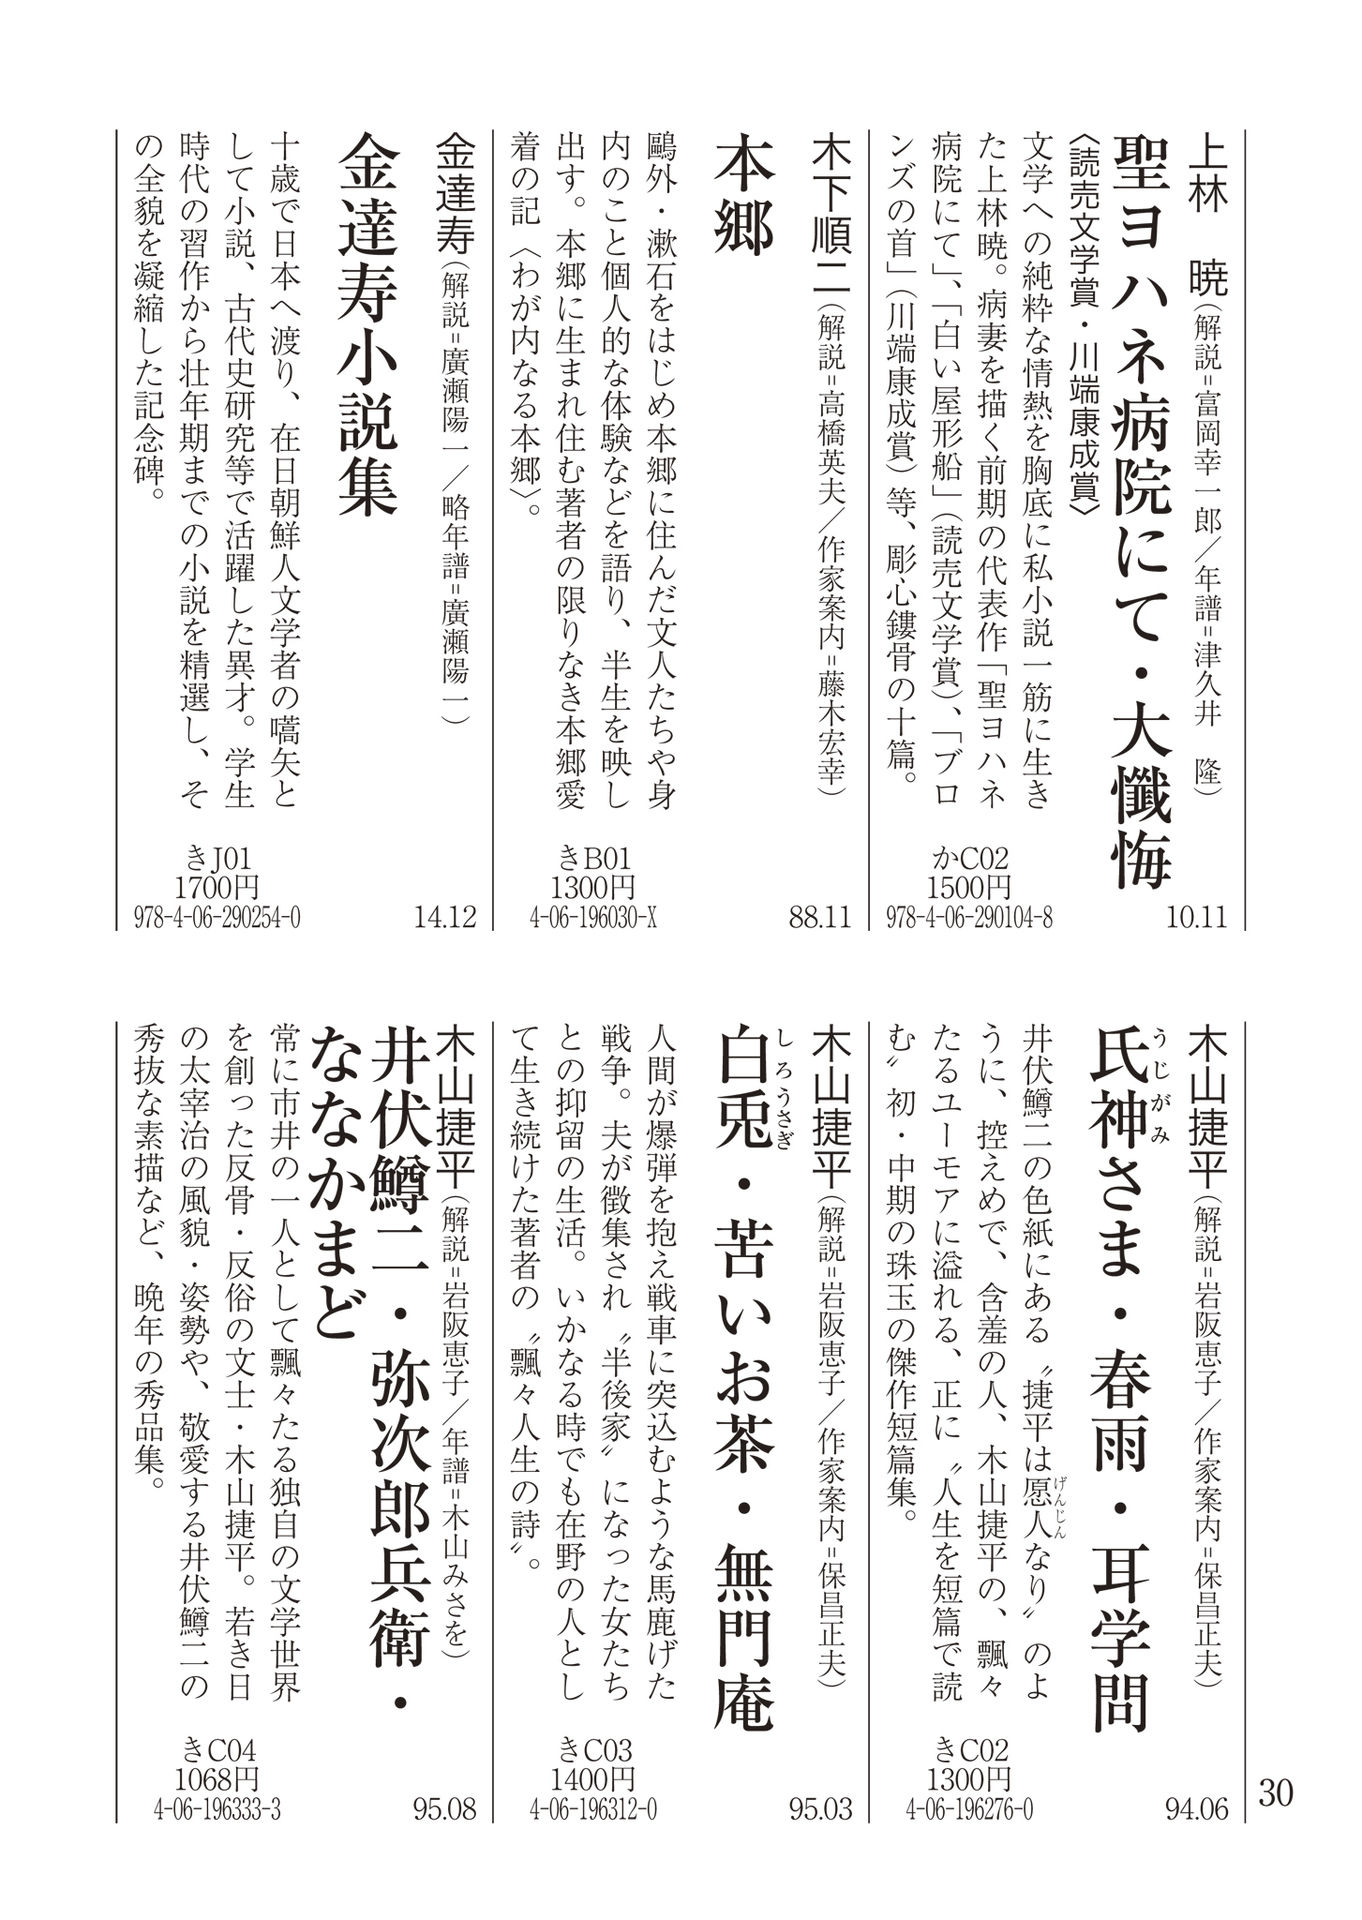 上林　暁（解説=富岡幸一郎／年譜=津久井　隆）
聖ヨハネ病院にて・大懺悔
〈読売文学賞・川端康成賞〉
文学への純粋な情熱を胸底に私小説一筋に生き
た上林暁。病妻を描く前期の代表作「聖ヨハネ
病院にて」、「白い屋形船」（読売文学賞）、「ブロ
ンズの首」（川端康成賞）等、彫心鏤骨の十篇。
かC02
1500円
978-4-06-290104-8
10.11
木下順二（解説=高橋英夫／作家案内=藤木宏幸）
本郷
鷗外・漱石をはじめ本郷に住んだ文人たちや身
内のこと個人的な体験などを語り、半生を映し
出す。本郷に生まれ住む著者の限りなき本郷愛
着の記〈わが内なる本郷〉。
きB01
1300円
4-06-196030-X
88.11
金達寿（解説=廣瀬陽一／略年譜=廣瀬陽一）
金達寿小説集
十歳で日本へ渡り、在日朝鮮人文学者の嚆矢と
して小説、古代史研究等で活躍した異才。学生
時代の習作から壮年期までの小説を精選し、そ
の全貌を凝縮した記念碑。
きJ01
1700円
978-4-06-290254-0
14.12
木山捷平（解説=岩阪恵子／作家案内=保昌正夫）
氏神さま・春雨・耳学問
うじがみ
井伏鱒二の色紙にある〝捷平は愿人なり〟のよ
げんじん
うに、控えめで、含羞の人、木山捷平の、飄々
たるユーモアに溢れる、正に〝人生を短篇で読
む〟初・中期の珠玉の傑作短篇集。
きC02
1300円
4-06-196276-0
94.06
木山捷平（解説=岩阪恵子／作家案内=保昌正夫）
白兎・苦いお茶・無門庵
しろうさぎ
人間が爆弾を抱え戦車に突込むような馬鹿げた
戦争。夫が徴集され〝半後家〟になった女たち
との抑留の生活。いかなる時でも在野の人とし
て生き続けた著者の〝飄々人生の詩〟。
きC03
1400円
4-06-196312-0
95.03
木山捷平（解説=岩阪恵子／年譜=木山みさを）
井伏鱒二・弥次郎兵衛・
ななかまど
常に市井の一人として飄々たる独自の文学世界
を創った反骨・反俗の文士・木山捷平。若き日
の太宰治の風貌・姿勢や、敬愛する井伏鱒二の
秀抜な素描など、晩年の秀品集。
きC04
1068円
4-06-196333-3
95.08
30